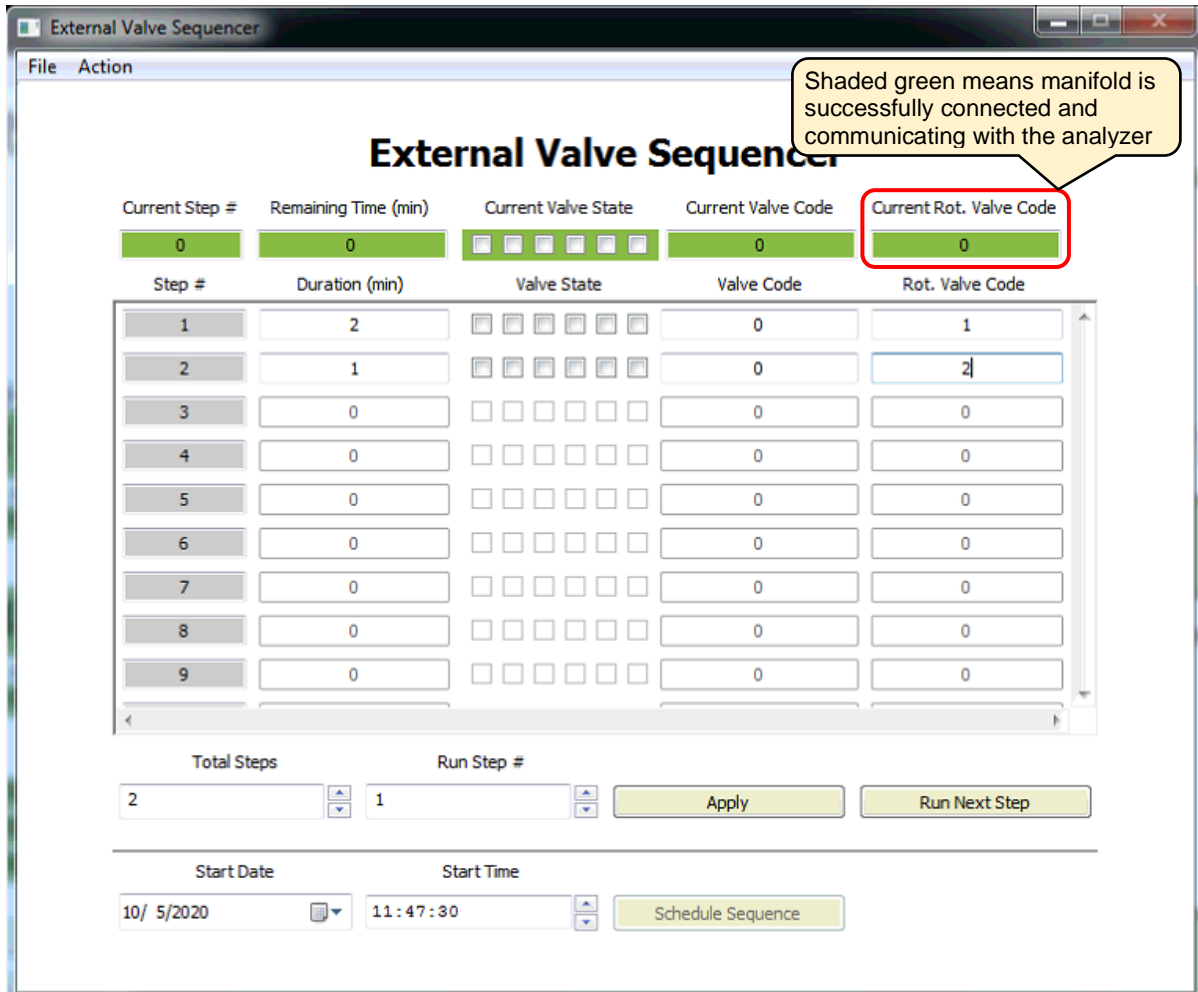 External Valve Sequencer
File Action
Shaded green means manifold is
successfully connected and
communicating with the analyzer
External Valve Sequencer
Current Step # Remaining Time (min) Current Valve State Current Valve Code Current Rot. Valve Code
0 0 0 0
Step # Duration (min) Valve State Valve Code Rot. Valve Code
1 2 0 1
2 1 0 2
3 0 0 0
4 0 0 0
5 0 0 0
6 0 0 0
7 0 0 0
8 0 0 0
9 0 0 0
Total Steps Run Step #
2 1 Apply Run Next Step
Start Date Start Time
10/ 5/2020 11:47:30 Schedule Sequence